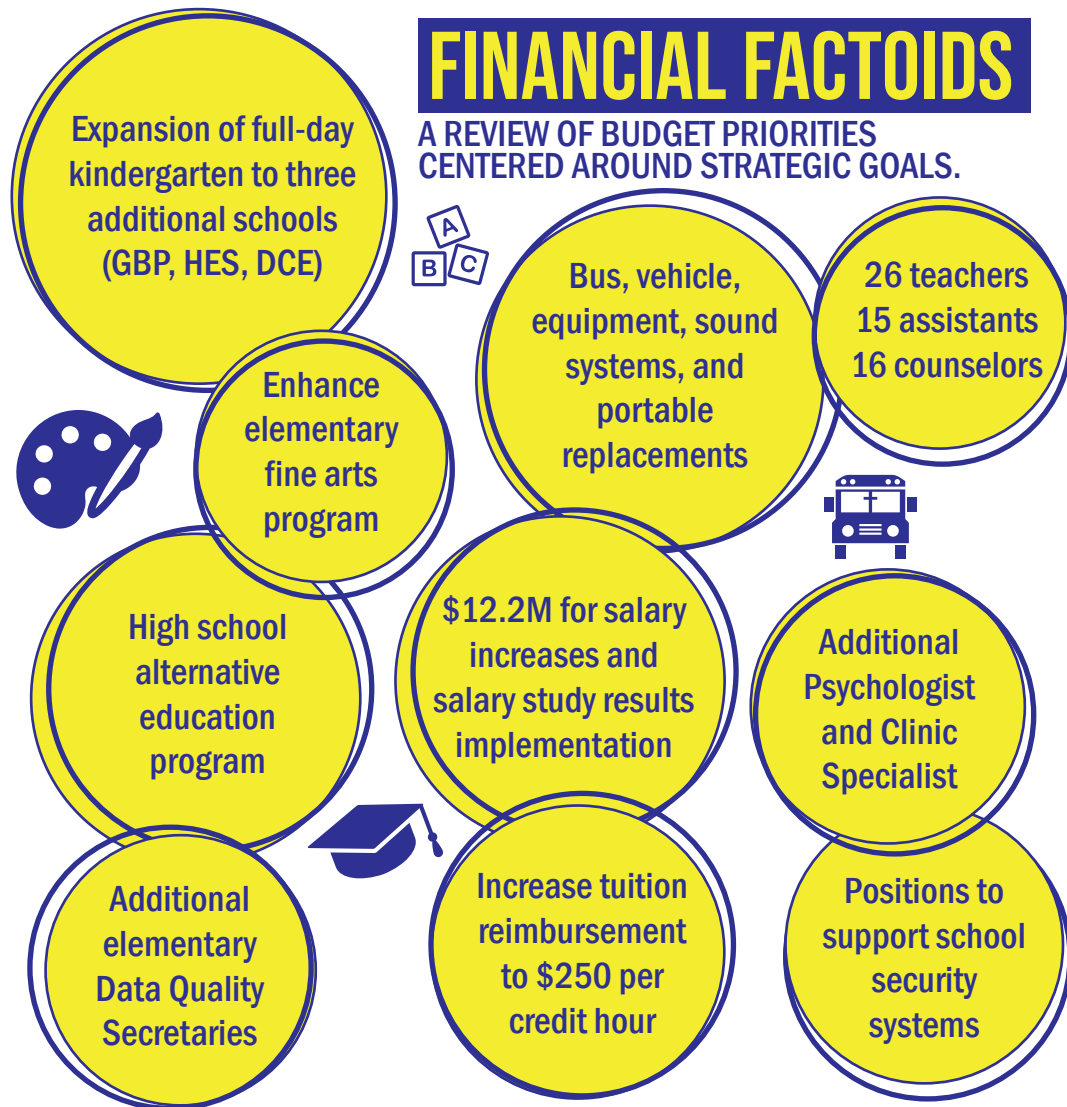 FINANCIAL FACTOIDS
A REVIEW OF BUDGET PRIORITIES
CENTERED AROUND STRATEGIC GOALS.
Expansion of full-day
kindergarten to three
additional schools
(GBP, HES, DCE)
A
B C
Bus, vehicle,
equipment, sound
systems, and
portable
replacements
26 teachers
15 assistants
16 counselors
Enhance
elementary
fine arts
program
High school
alternative
education
program
$12.2M for salary
increases and
salary study results
implementation
Additional
Psychologist
and Clinic
Specialist
Additional
elementary
Data Quality
Secretaries
Increase tuition
reimbursement
to $250 per
credit hour
Positions to
support school
security
systems